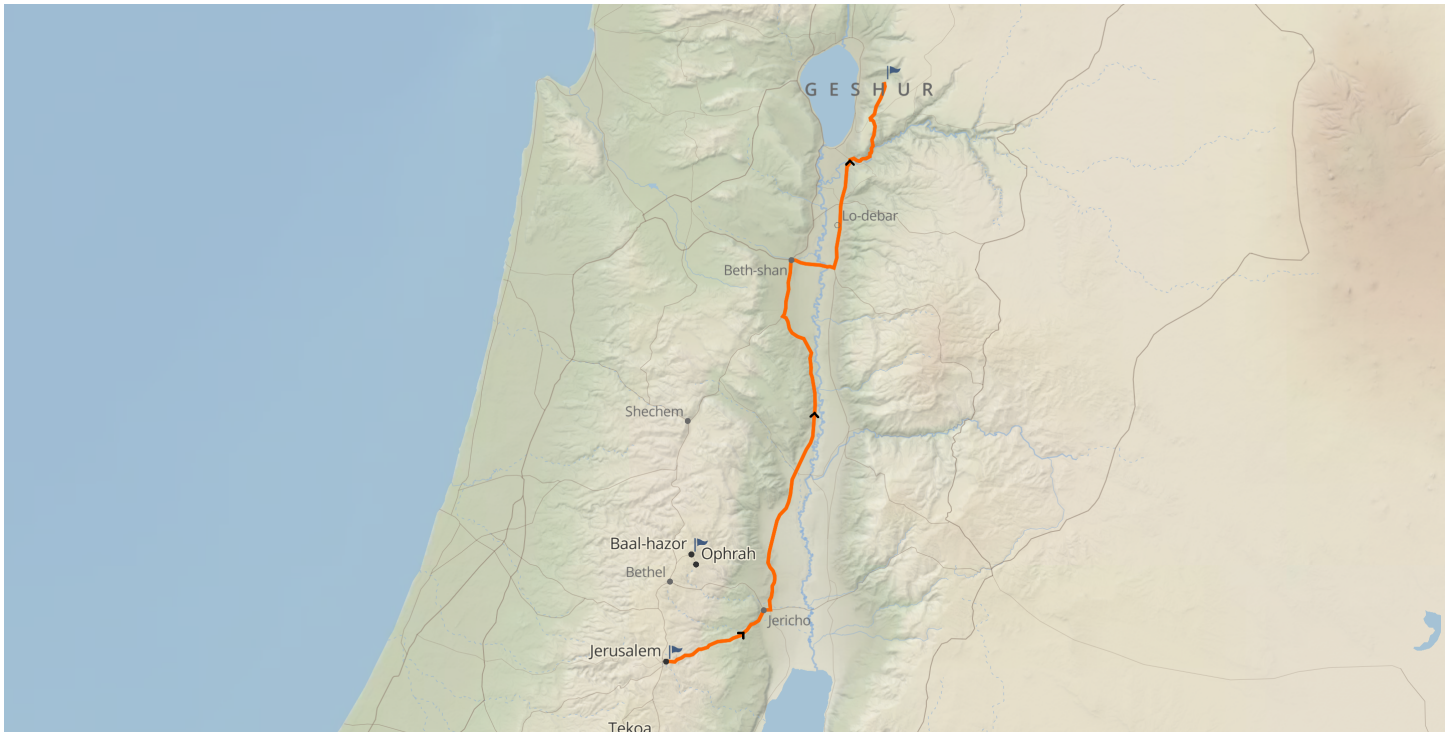 GESHUR
Lo-debar
Beth-shan
Shechem
Baal-hazor
Ophrah
Bethel
Jericho
Jerusalem
Tekoa